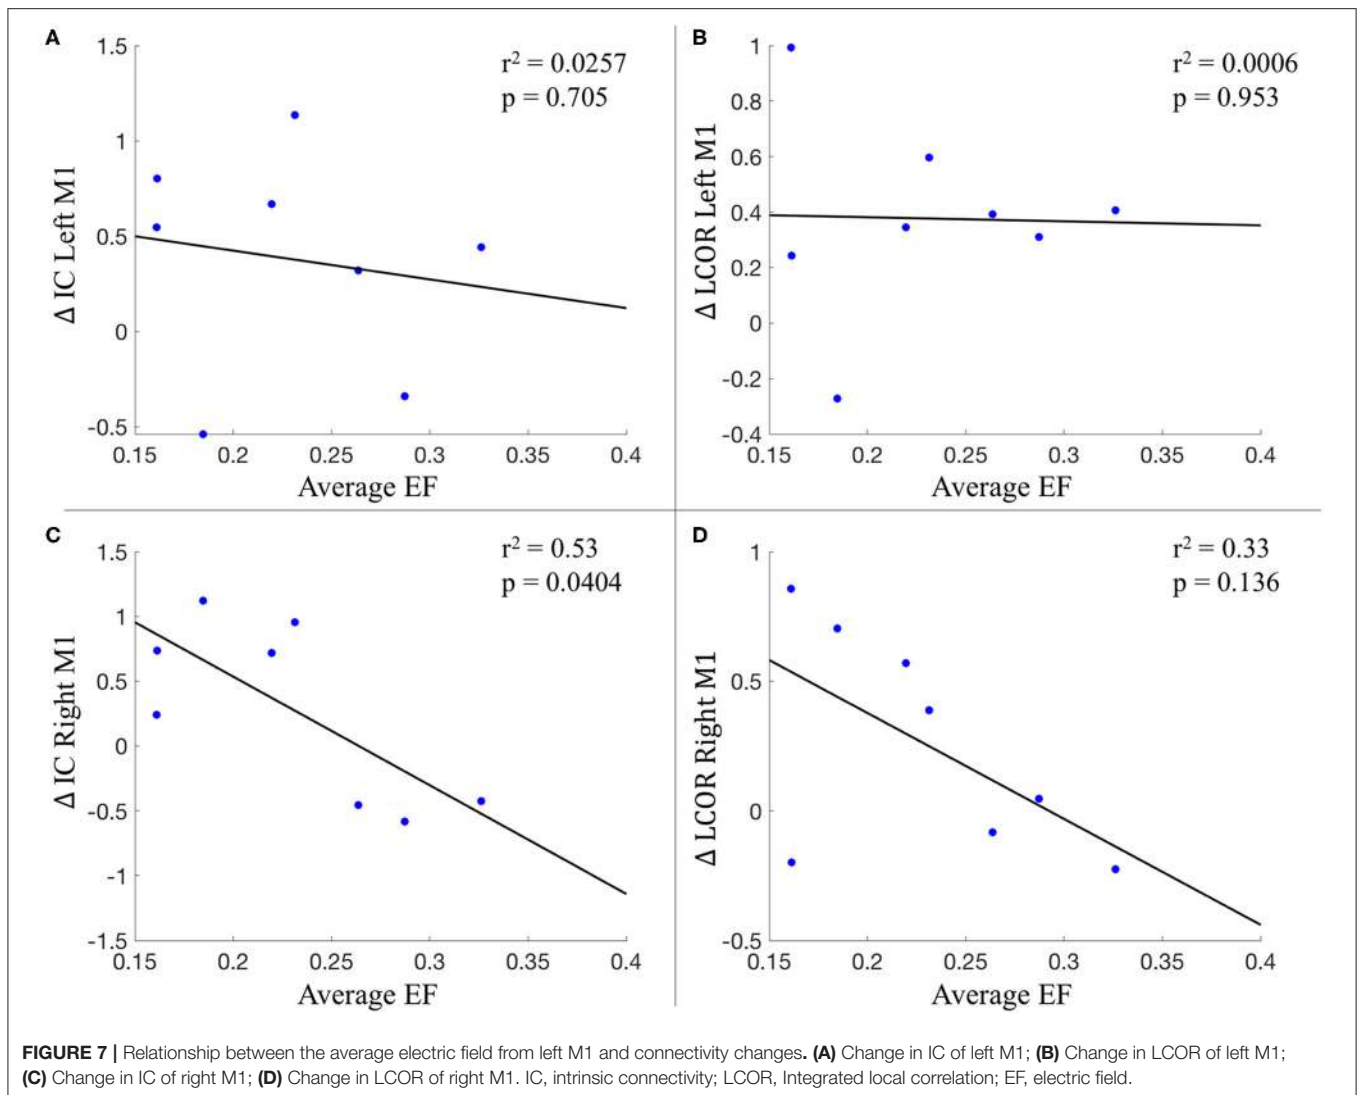 A
r² = 0.0257
p = 0.705
1.5
1
0.5
0
-0.5
Δ IC Left M1
0.15 0.2 0.25 0.3 0.35 0.4
Average EF
B
r² = 0.0006
p = 0.953
1
0.8
0.6
0.4
0.2
0
-0.2
-0.4
Δ LCOR Left M1
0.15 0.2 0.25 0.3 0.35 0.4
Average EF
C
r² = 0.53
p = 0.0404
1.5
1
0.5
0
-0.5
-1
-1.5
Δ IC Right M1
0.15 0.2 0.25 0.3 0.35 0.4
Average EF
D
r² = 0.33
p = 0.136
1
0.5
0
-0.5
Δ LCOR Right M1
0.15 0.2 0.25 0.3 0.35 0.4
Average EF
FIGURE 7 | Relationship between the average electric field from left M1 and connectivity changes. (A) Change in IC of left M1; (B) Change in LCOR of left M1;
(C) Change in IC of right M1; (D) Change in LCOR of right M1. IC, intrinsic connectivity; LCOR, Integrated local correlation; EF, electric field.